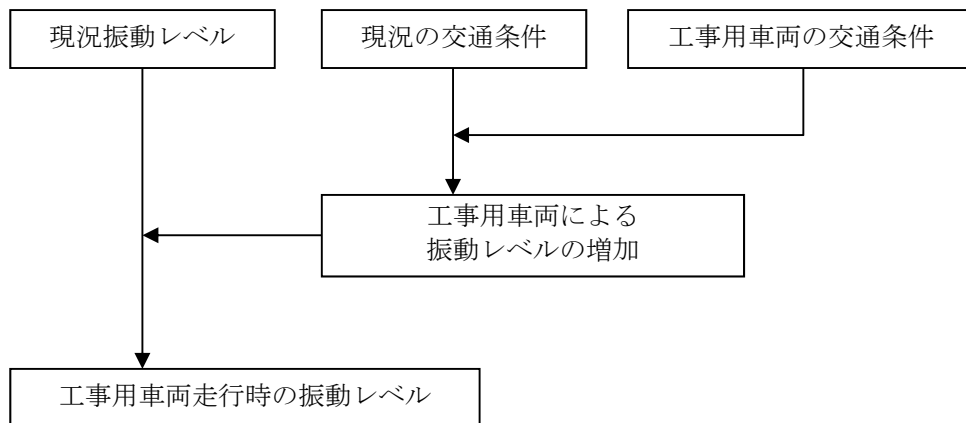 現況振動レベル
現況の交通条件
工事用車両の交通条件
工事用車両による
振動レベルの増加
工事用車両走行時の振動レベル